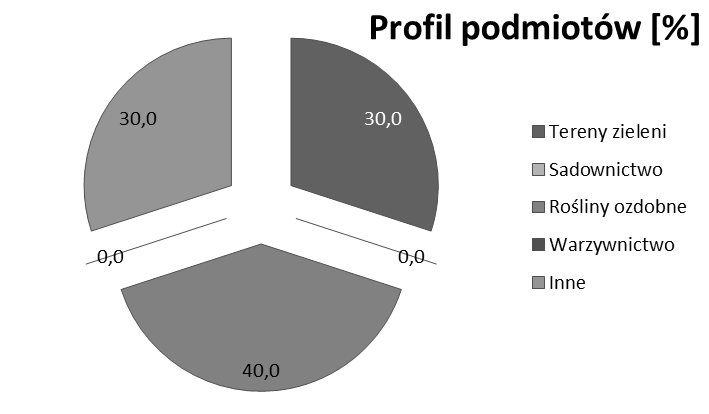 Profil podmiotów [%]
30,0
30,0
0,0
0,0
40,0
Tereny zieleni
Sadownictwo
Rośliny ozdobne
Warzywnictwo
Inne